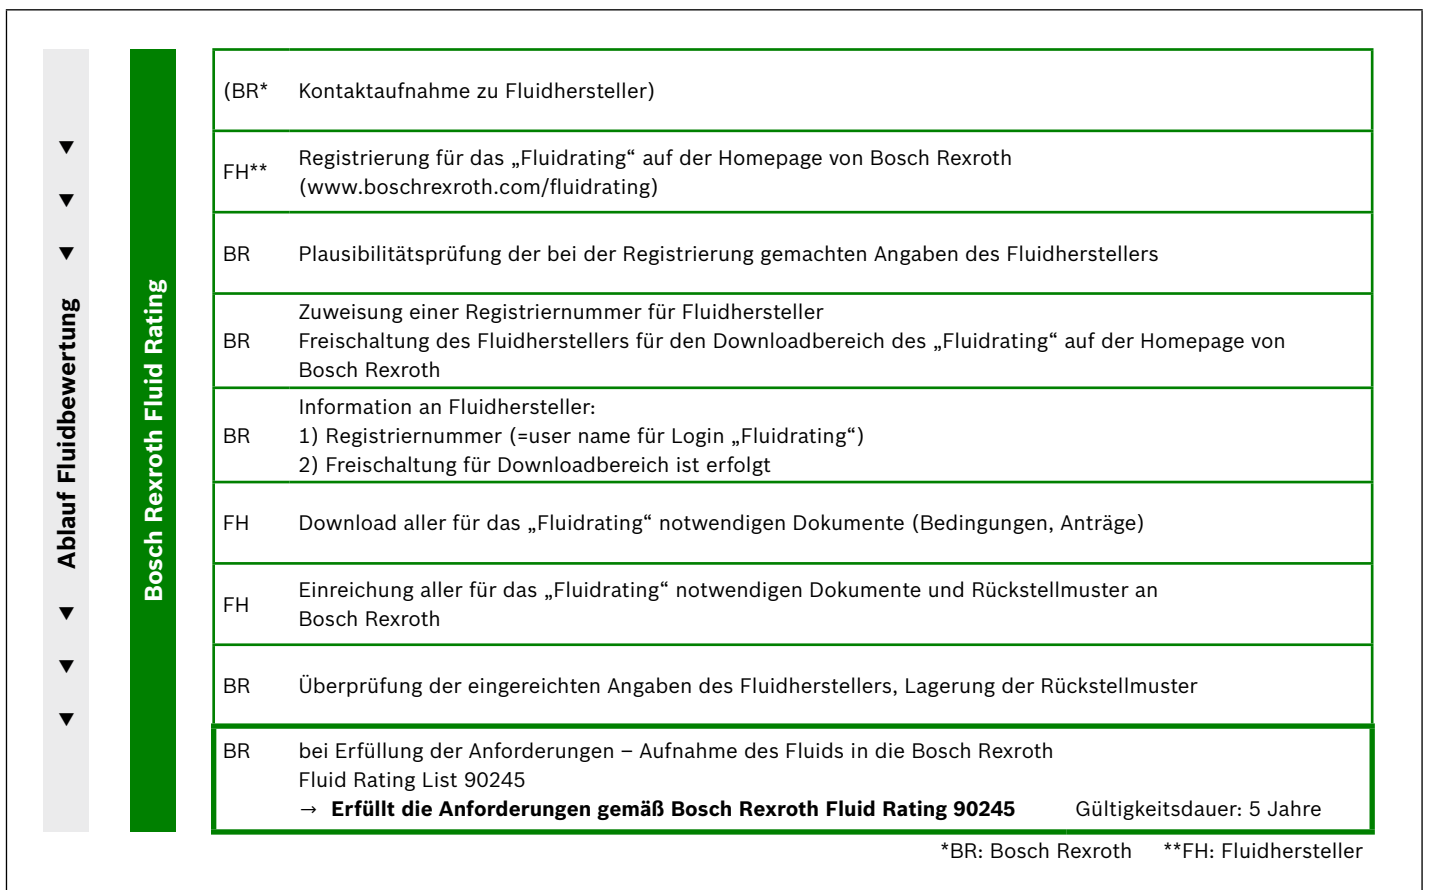 Ablauf Fluidbewertung
Bosch Rexroth Fluid Rating
(BR* Kontaktaufnahme zu Fluidhersteller)
FH** Registrierung für das „Fluidrating“ auf der Homepage von Bosch Rexroth
(www.boschrexroth.com/fluidrating)
BR Plausibilitätsprüfung der bei der Registrierung gemachten Angaben des Fluidherstellers
BR Zuweisung einer Registriernummer für Fluidhersteller
Freischaltung des Fluidherstellers für den Downloadbereich des „Fluidrating“ auf der Homepage von
Bosch Rexroth
BR Information an Fluidhersteller:
1) Registriernummer (=user name für Login „Fluidrating“)
2) Freischaltung für Downloadbereich ist erfolgt
FH Download aller für das „Fluidrating“ notwendigen Dokumente (Bedingungen, Anträge)
FH Einreichung aller für das „Fluidrating“ notwendigen Dokumente und Rückstellmuster an
Bosch Rexroth
BR Überprüfung der eingereichten Angaben des Fluidherstellers, Lagerung der Rückstellmuster
BR bei Erfüllung der Anforderungen – Aufnahme des Fluids in die Bosch Rexroth
Fluid Rating List 90245
→ Erfüllt die Anforderungen gemäß Bosch Rexroth Fluid Rating 90245 Gültigkeitsdauer: 5 Jahre
*BR: Bosch Rexroth **FH: Fluidhersteller